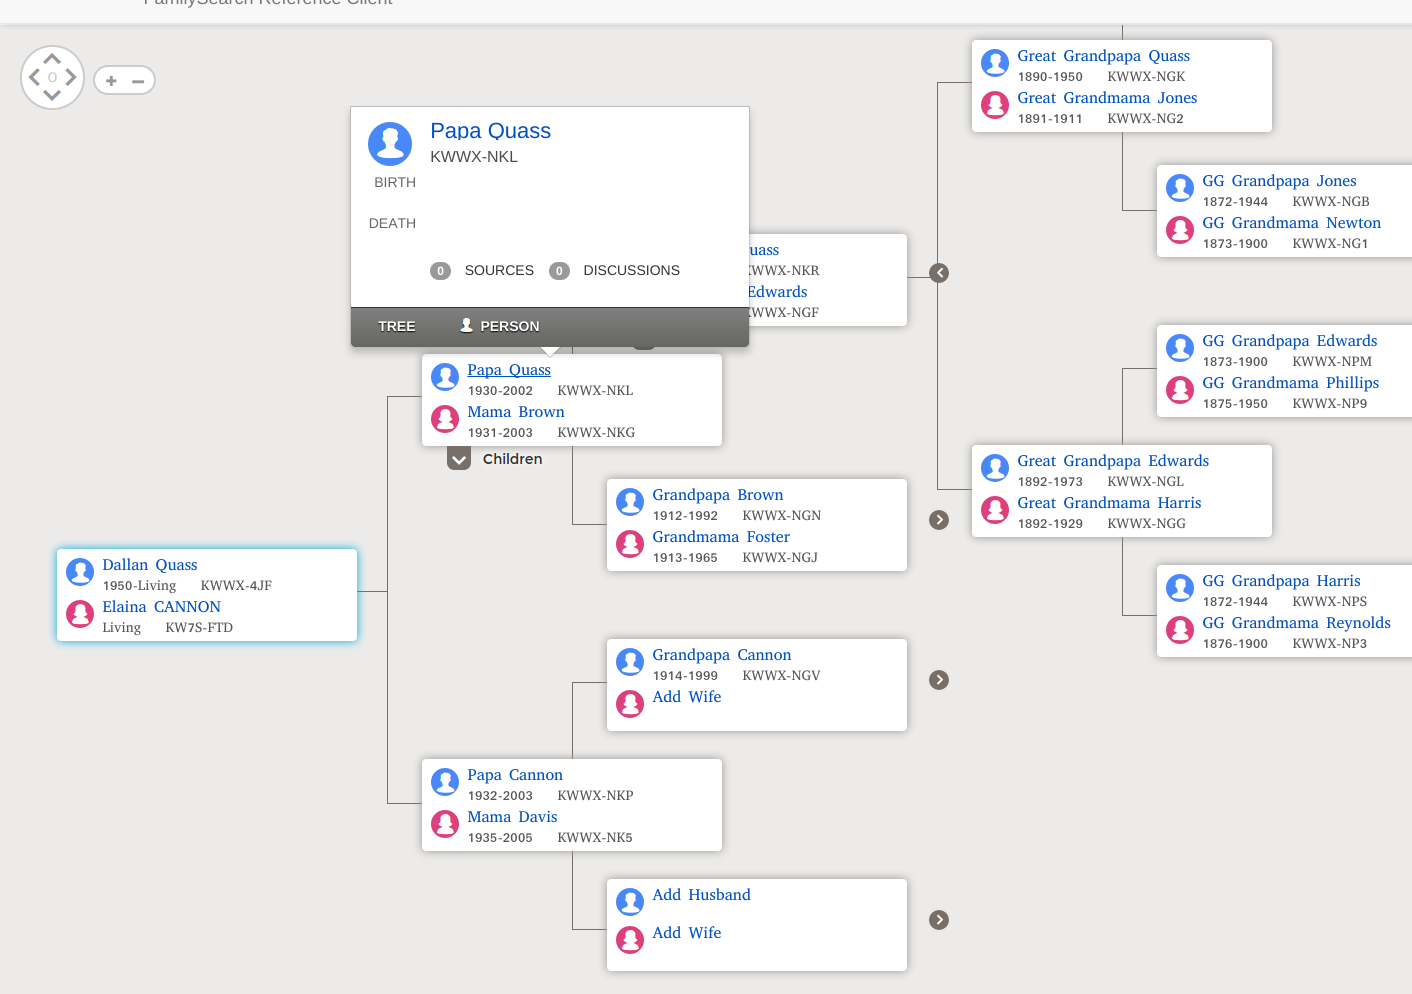 FamilySearch Reference Client
O
Papa Quass
KWWX-NKL
BIRTH
DEATH
0 SOURCES 0 DISCUSSIONS
TREE PERSON
Papa Quass
1930-2002 KWWX-NKL
Mama Brown
1931-2003 KWWX-NKG
Children
Dallan Quass
1950-Living KWWX-4JF
Elaina CANNON
Living KW7S-FTD
Papa Cannon
1932-2003 KWWX-NKP
Mama Davis
1935-2005 KWWX-NK5
uass
KWWX-NKR
Edwards
KWWX-NGF
Grandpapa Brown
1912-1992 KWWX-NGN
Grandmama Foster
1913-1965 KWWX-NGJ
Grandpapa Cannon
1914-1999 KWWX-NGV
Add Wife
Add Husband
Add Wife
Great Grandpapa Quass
1890-1950 KWWX-NGK
Great Grandmama Jones
1891-1911 KWWX-NG2
Great Grandpapa Edwards
1892-1973 KWWX-NGL
Great Grandmama Harris
1892-1929 KWWX-NGG
GG Grandpapa Jones
1872-1944 KWWX-NGB
GG Grandmama Newton
1873-1900 KWWX-NG1
GG Grandpapa Edwards
1873-1900 KWWX-NPM
GG Grandmama Phillips
1875-1950 KWWX-NP9
GG Grandpapa Harris
1872-1944 KWWX-NPS
GG Grandmama Reynolds
1876-1900 KWWX-NP3